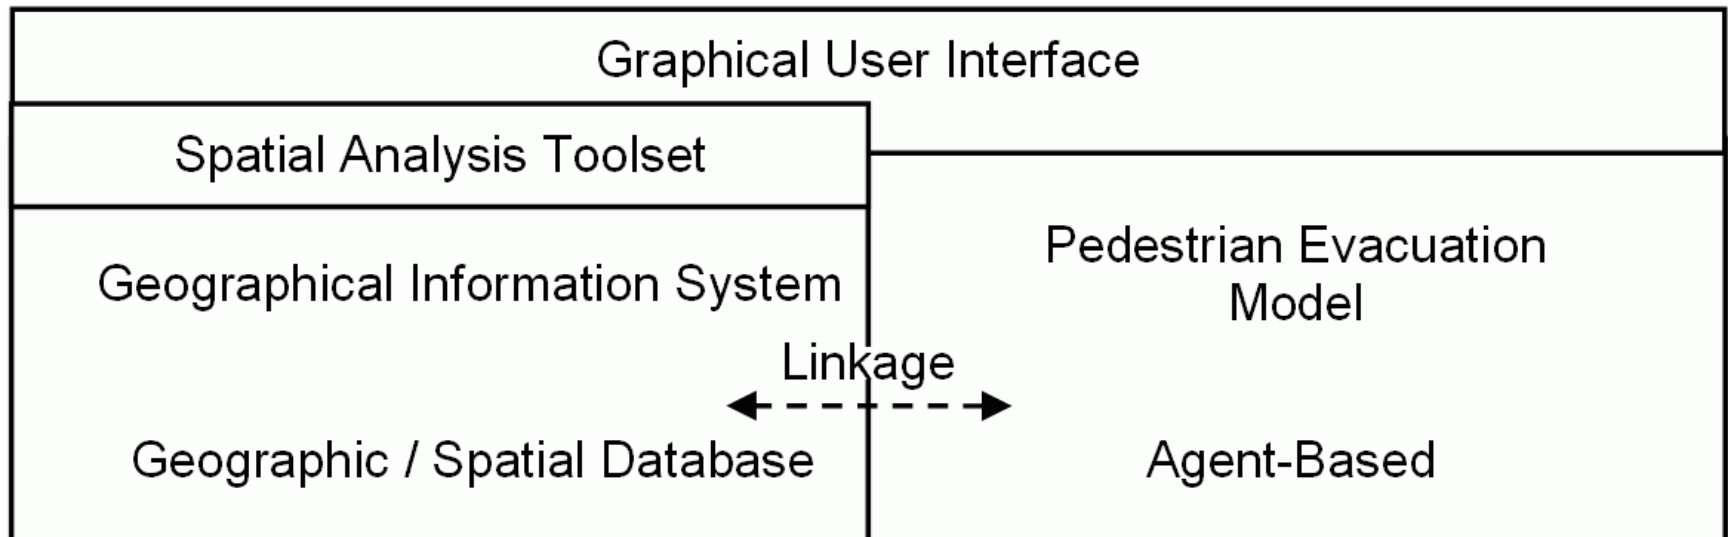 Graphical User Interface
Spatial Analysis Toolset
Geographical Information System
Pedestrian Evacuation
Model
Linkage
Geographic / Spatial Database
Agent-Based